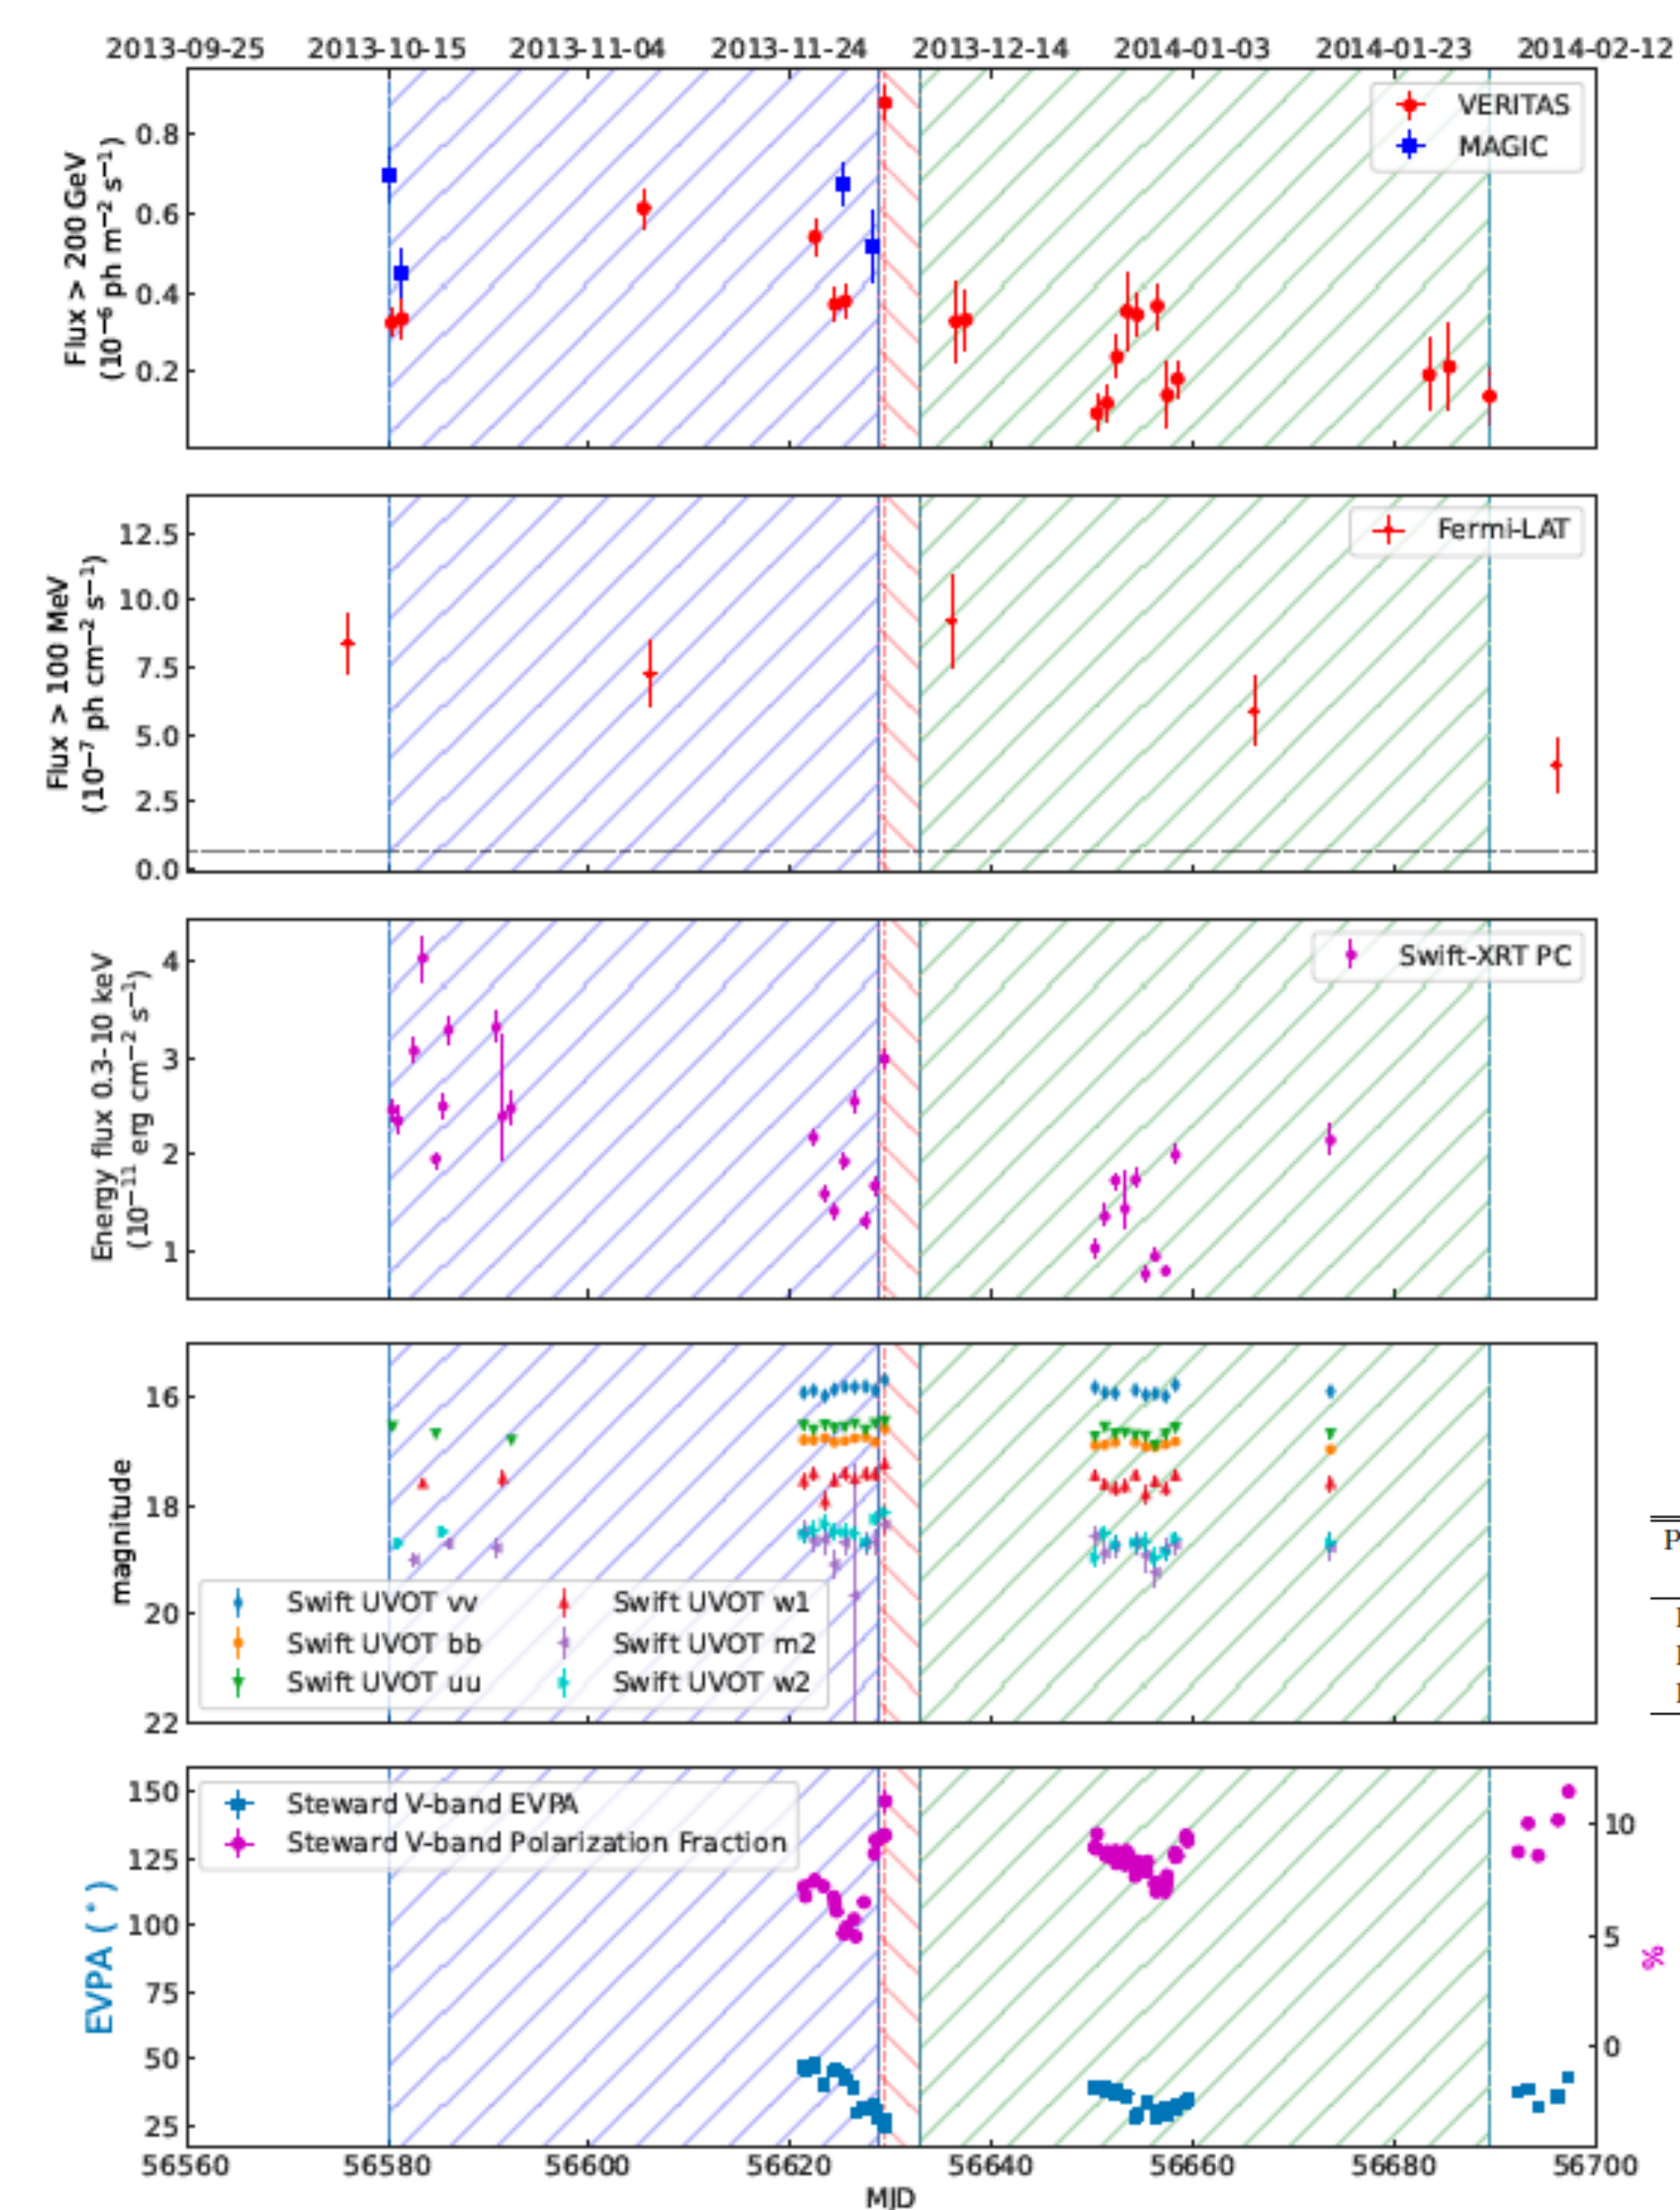 2013-09-25 2013-10-15 2013-11-04 2013-11-24 2013-12-14 2014-01-03 2014-01-23 2014-02-12
Flux > 200 GeV
(10⁻⁶ ph m⁻² s⁻¹)
0.8
0.6
0.4
0.2
VERITAS
MAGIC
Flux > 100 MeV
(10⁻⁷ ph cm⁻² s⁻¹)
12.5
10.0
7.5
5.0
2.5
0.0
Fermi-LAT
Energy flux 0.3-10 keV
(10⁻¹¹ erg cm⁻² s⁻¹)
4
3
2
1
Swift-XRT PC
magnitude
16
18
20
22
Swift UVOT vv
Swift UVOT bb
Swift UVOT uu
Swift UVOT w1
Swift UVOT m2
Swift UVOT w2
P
EVPA (°)
150
125
100
75
50
25
Steward V-band EVPA
Steward V-band Polarization Fraction
10
5
0
%
56560 56580 56600 56620 56640 56660 56680 56700
MJD